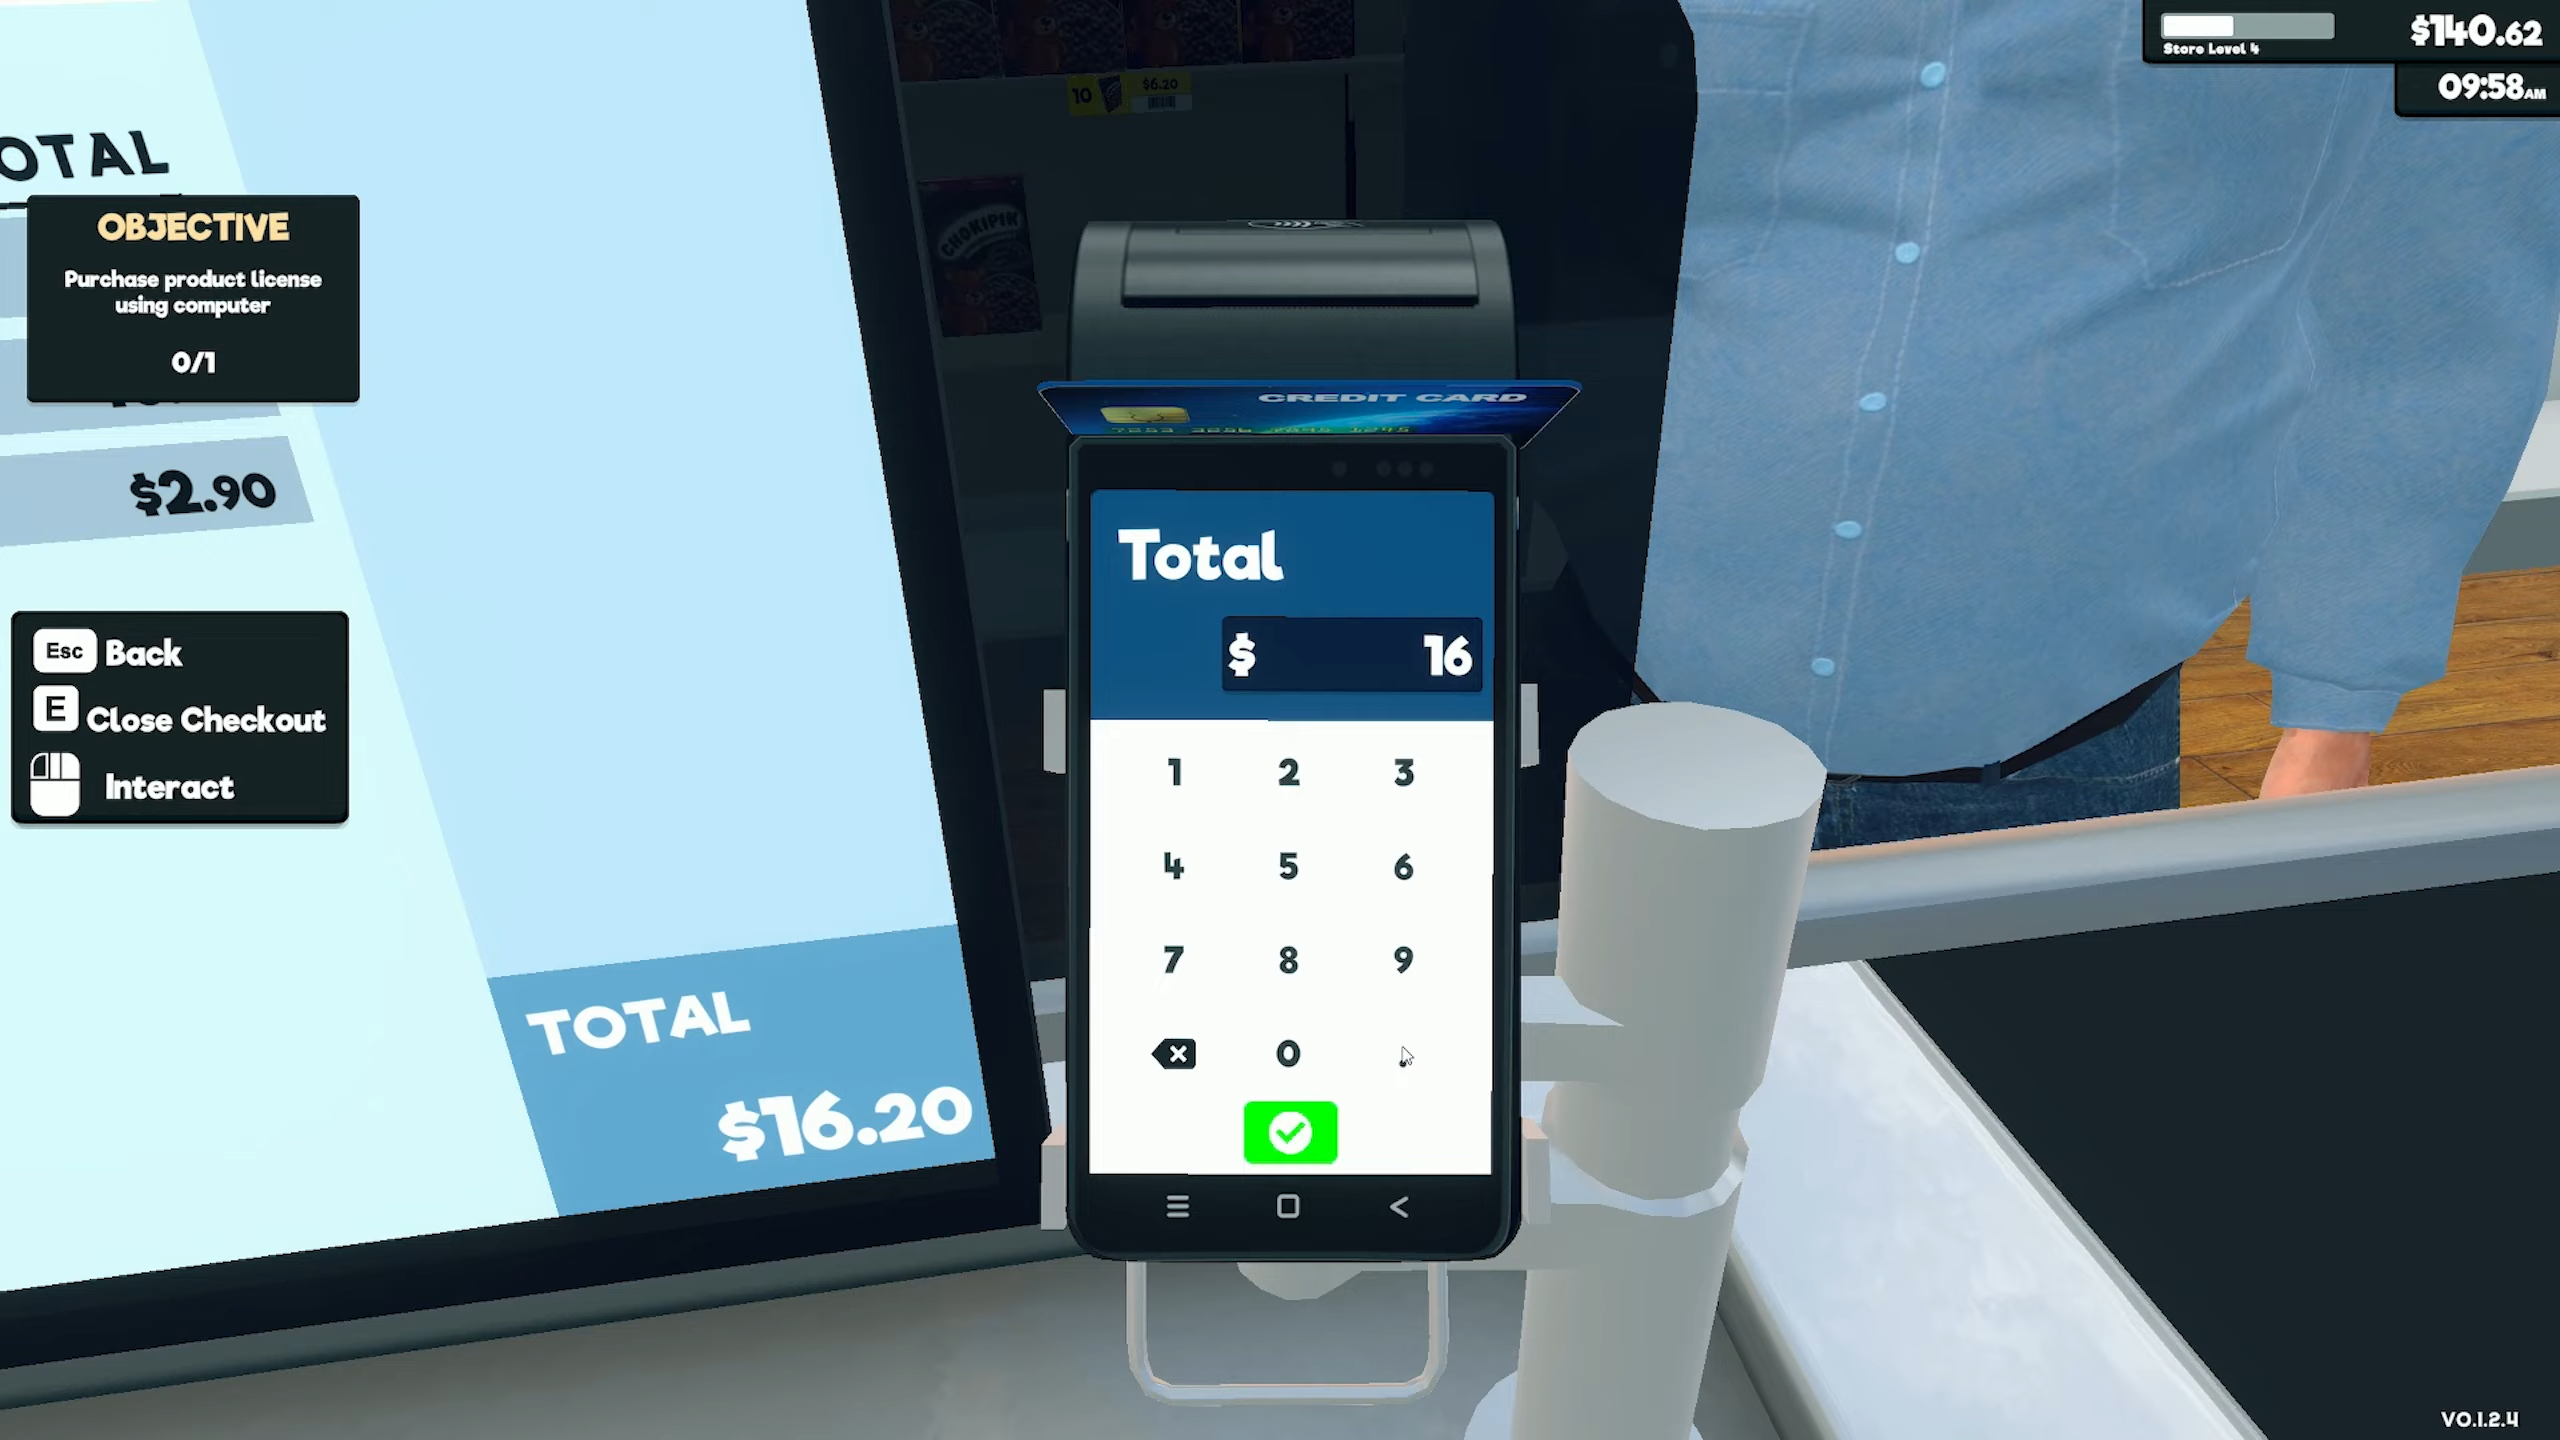 $140.62
Store Level 4
09:58AM
10
$6.20
OTAL
OBJECTIVE
Purchase product license
using computer
0/1
CHOKIPIK
CREDIT CARD
$2.90
Total
$ 16
Esc Back
E Close Checkout
Interact
1 2 3
4 5 6
7 8 9
0 .
TOTAL
$16.20
V0.1.2.4